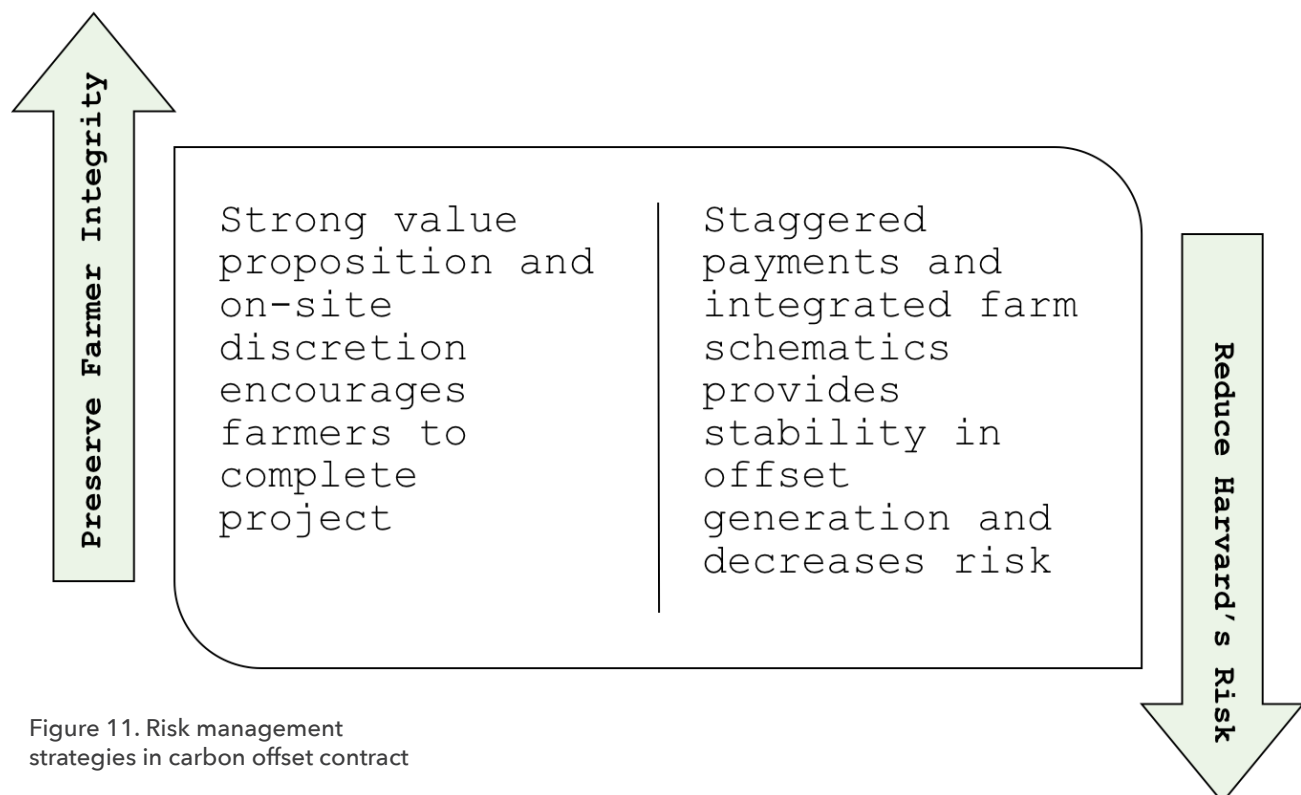 Preserve Farmer Integrity
Strong value
proposition and
on-site
discretion
encourages
farmers to
complete
project
Staggered
payments and
integrated farm
schematics
provides
stability in
offset
generation and
decreases risk
Reduce Harvard's Risk
Figure 11. Risk management
strategies in carbon offset contract